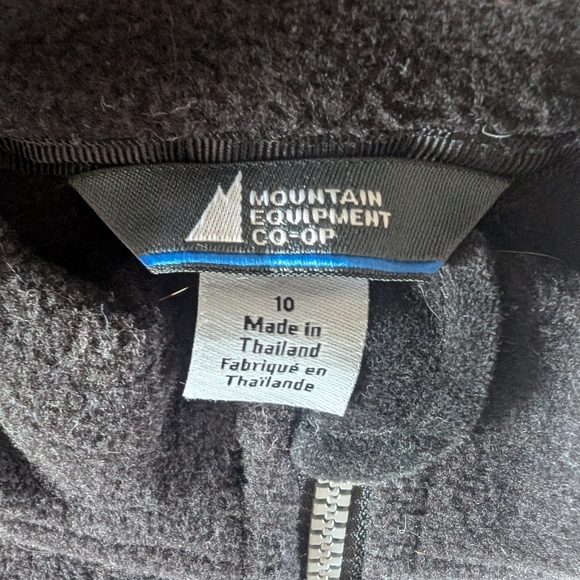 MOUNTAIN
EQUIPMENT
CO-OP
10
Made in
Thailand
Fabriqué en
Thaïlande